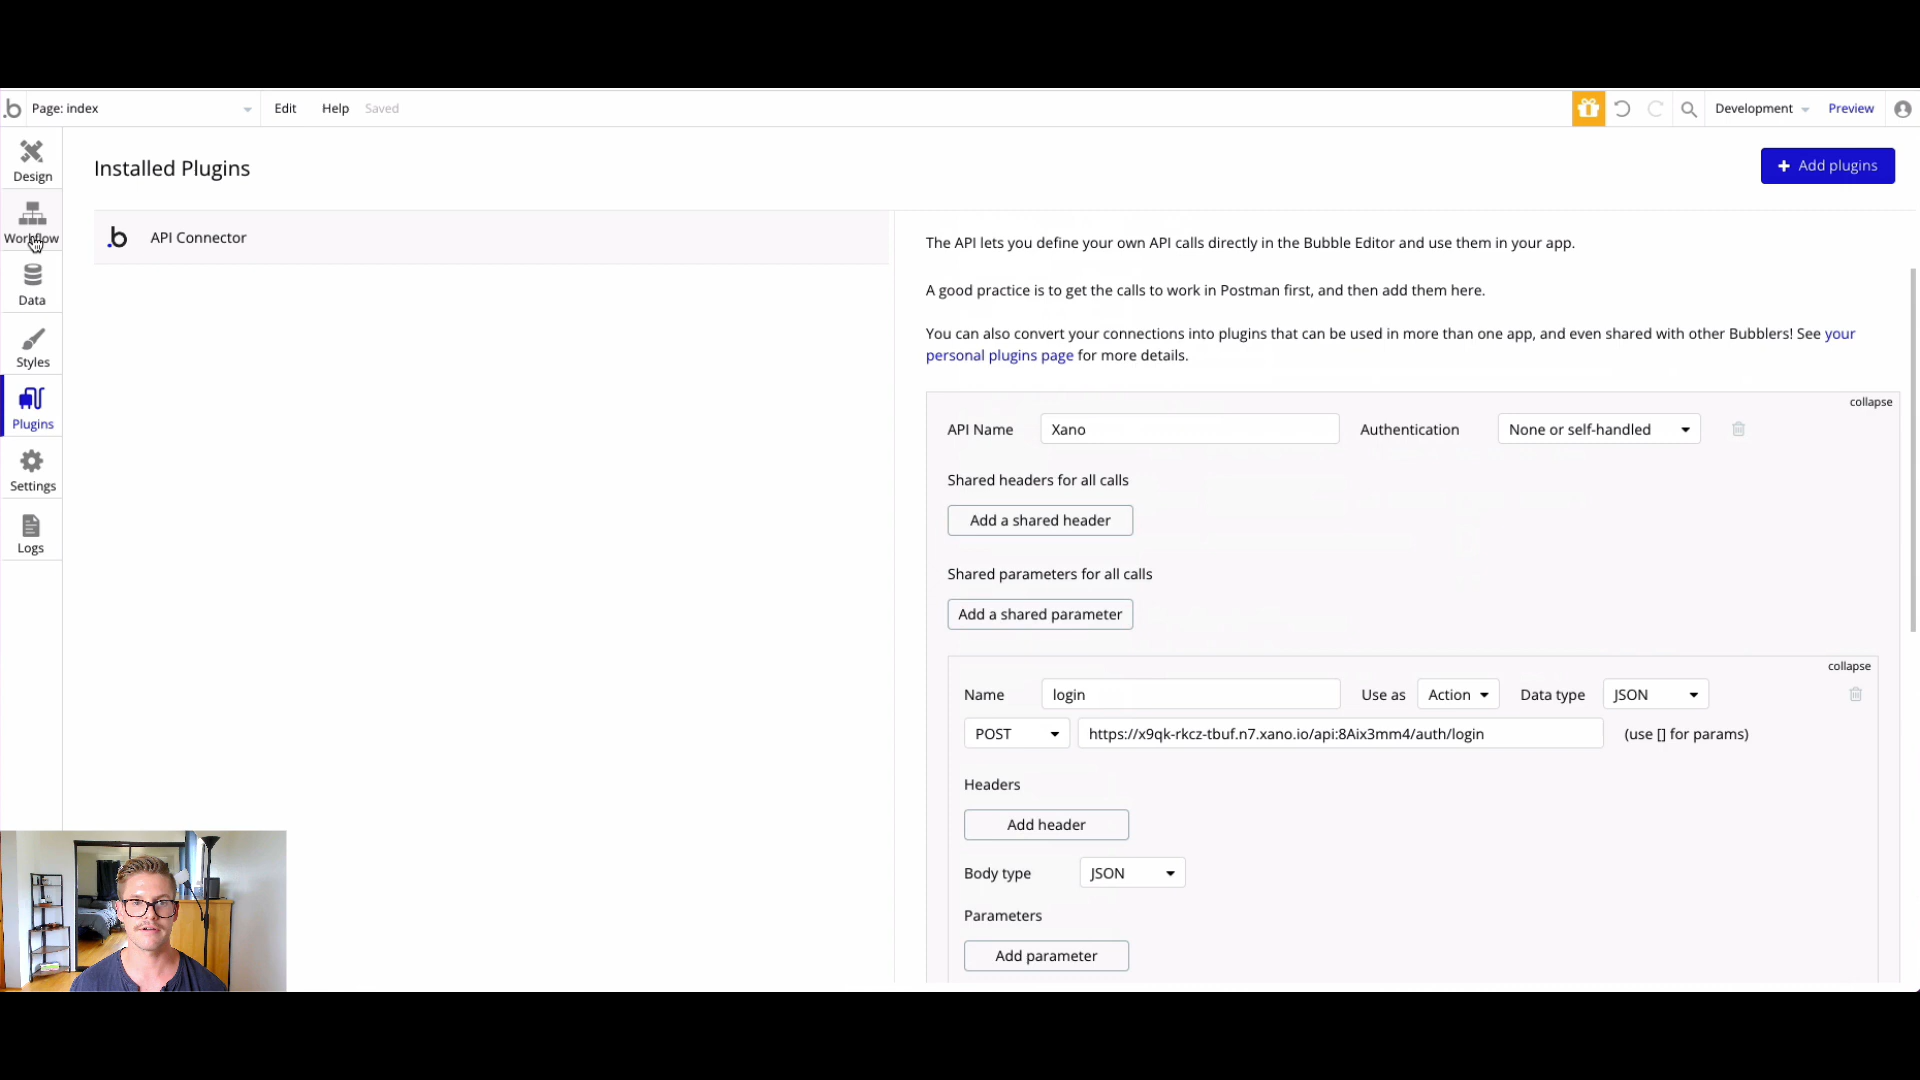 Page: index
Edit
Help
Saved
Development
Preview
Design
Workflow
Data
Styles
Plugins
Settings
Logs
Installed Plugins
+ Add plugins
API Connector
The API lets you define your own API calls directly in the Bubble Editor and use them in your app.
A good practice is to get the calls to work in Postman first, and then add them here.
You can also convert your connections into plugins that can be used in more than one app, and even shared with other Bubblers! See your
personal plugins page for more details.
collapse
API Name
Xano
Authentication
None or self-handled
Shared headers for all calls
Add a shared header
Shared parameters for all calls
Add a shared parameter
collapse
Name
login
Use as
Action
Data type
JSON
POST
https://x9qk-rkcz-tbuf.n7.xano.io/api:8Aix3mm4/auth/login
(use [] for params)
Headers
Add header
Body type
JSON
Parameters
Add parameter